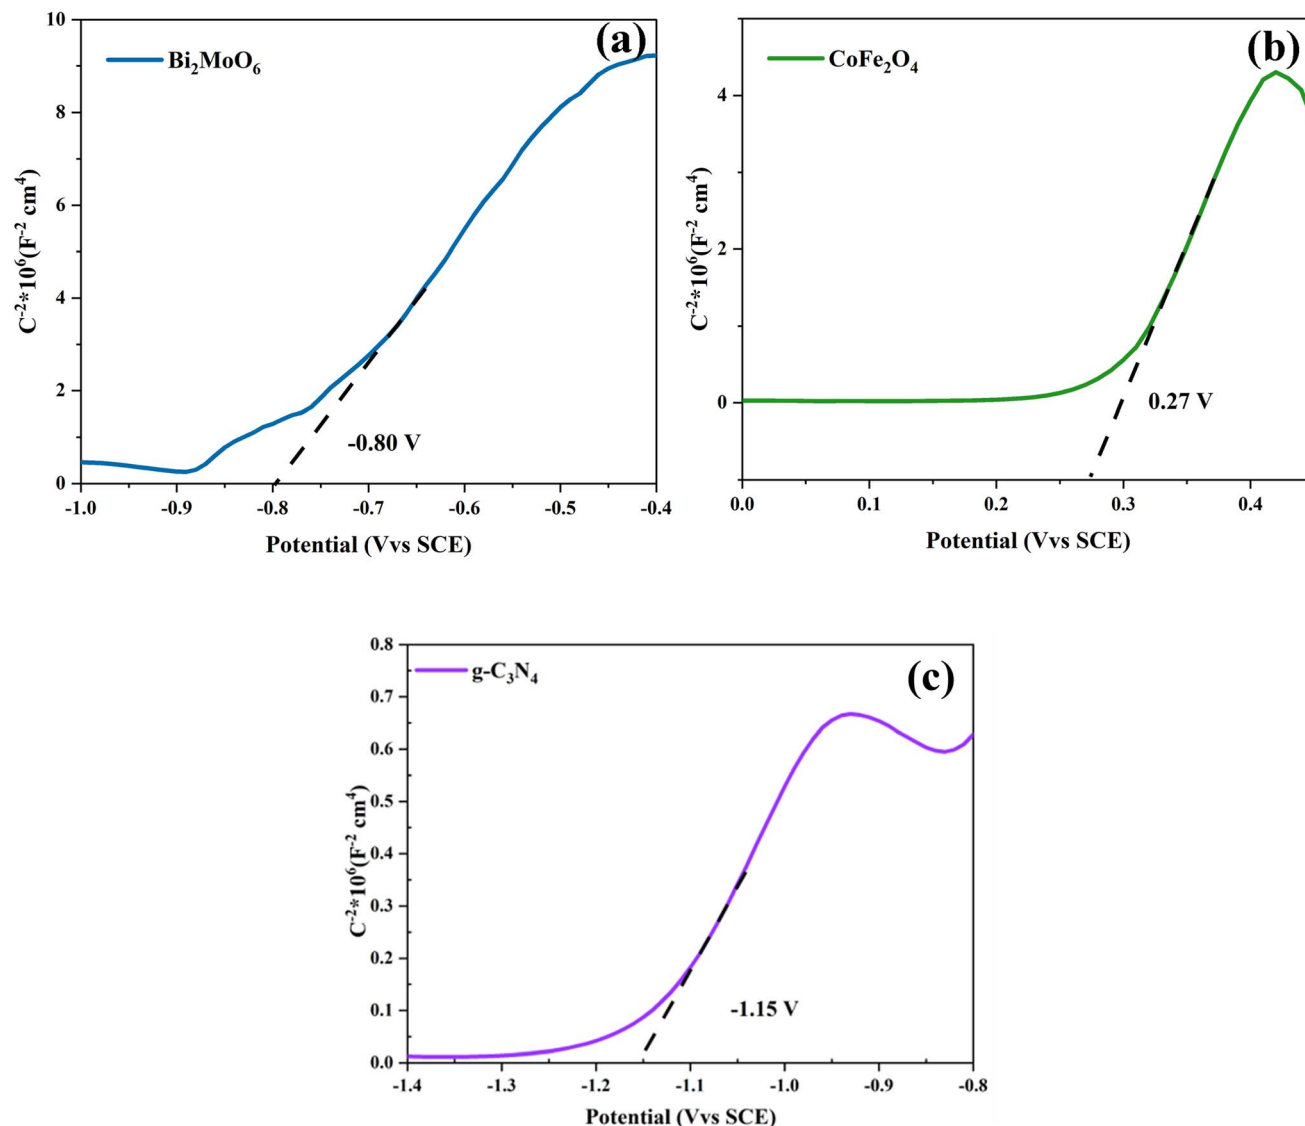 (a)
Bi₂MoO₆
10
8
6
4
2
0
C⁻²*10⁶(F⁻² cm⁴)
-0.80 V
-1.0 -0.9 -0.8 -0.7 -0.6 -0.5 -0.4
Potential (Vvs SCE)
(b)
CoFe₂O₄
4
2
0
C⁻²*10⁶(F⁻² cm⁴)
0.27 V
0.0 0.1 0.2 0.3 0.4
Potential (Vvs SCE)
(c)
g-C₃N₄
0.8
0.7
0.6
0.5
0.4
0.3
0.2
0.1
0.0
C⁻²*10⁶(F⁻² cm⁴)
-1.15 V
-1.4 -1.3 -1.2 -1.1 -1.0 -0.9 -0.8
Potential (Vvs SCE)